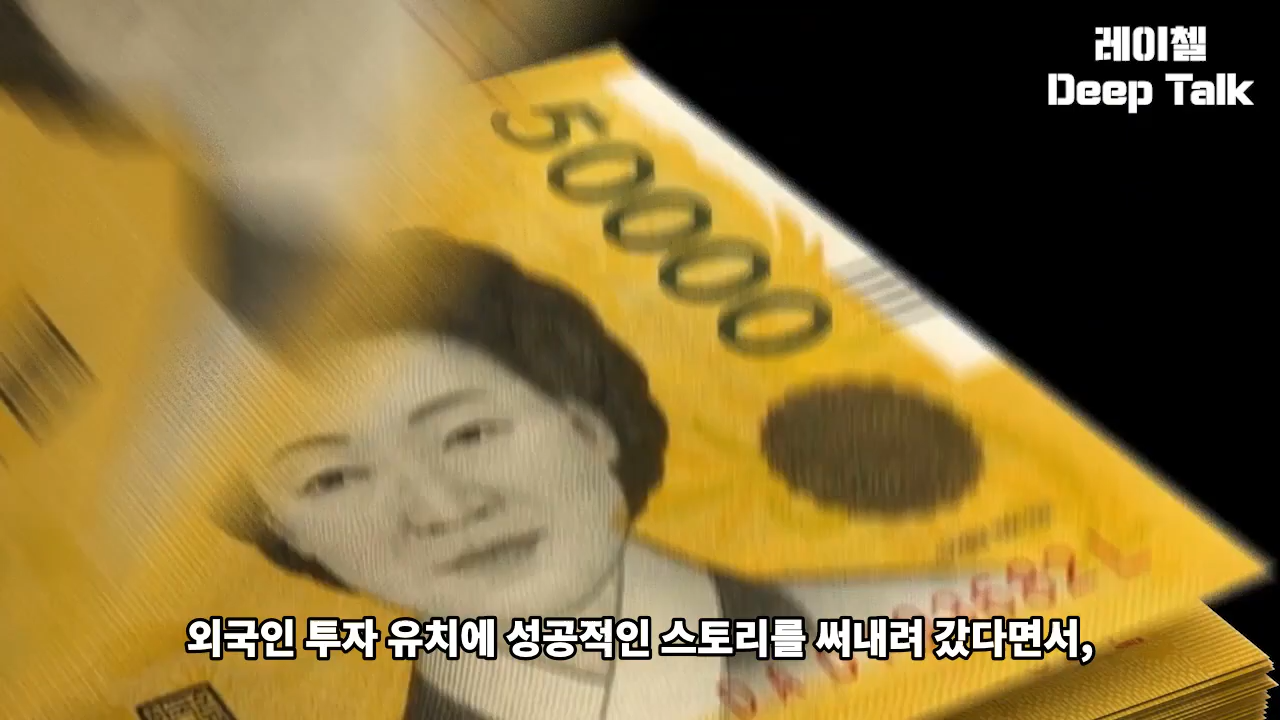 레이첼
Deep Talk
50000
외국인 투자 유치에 성공적인 스토리를 써내려 갔다면서,